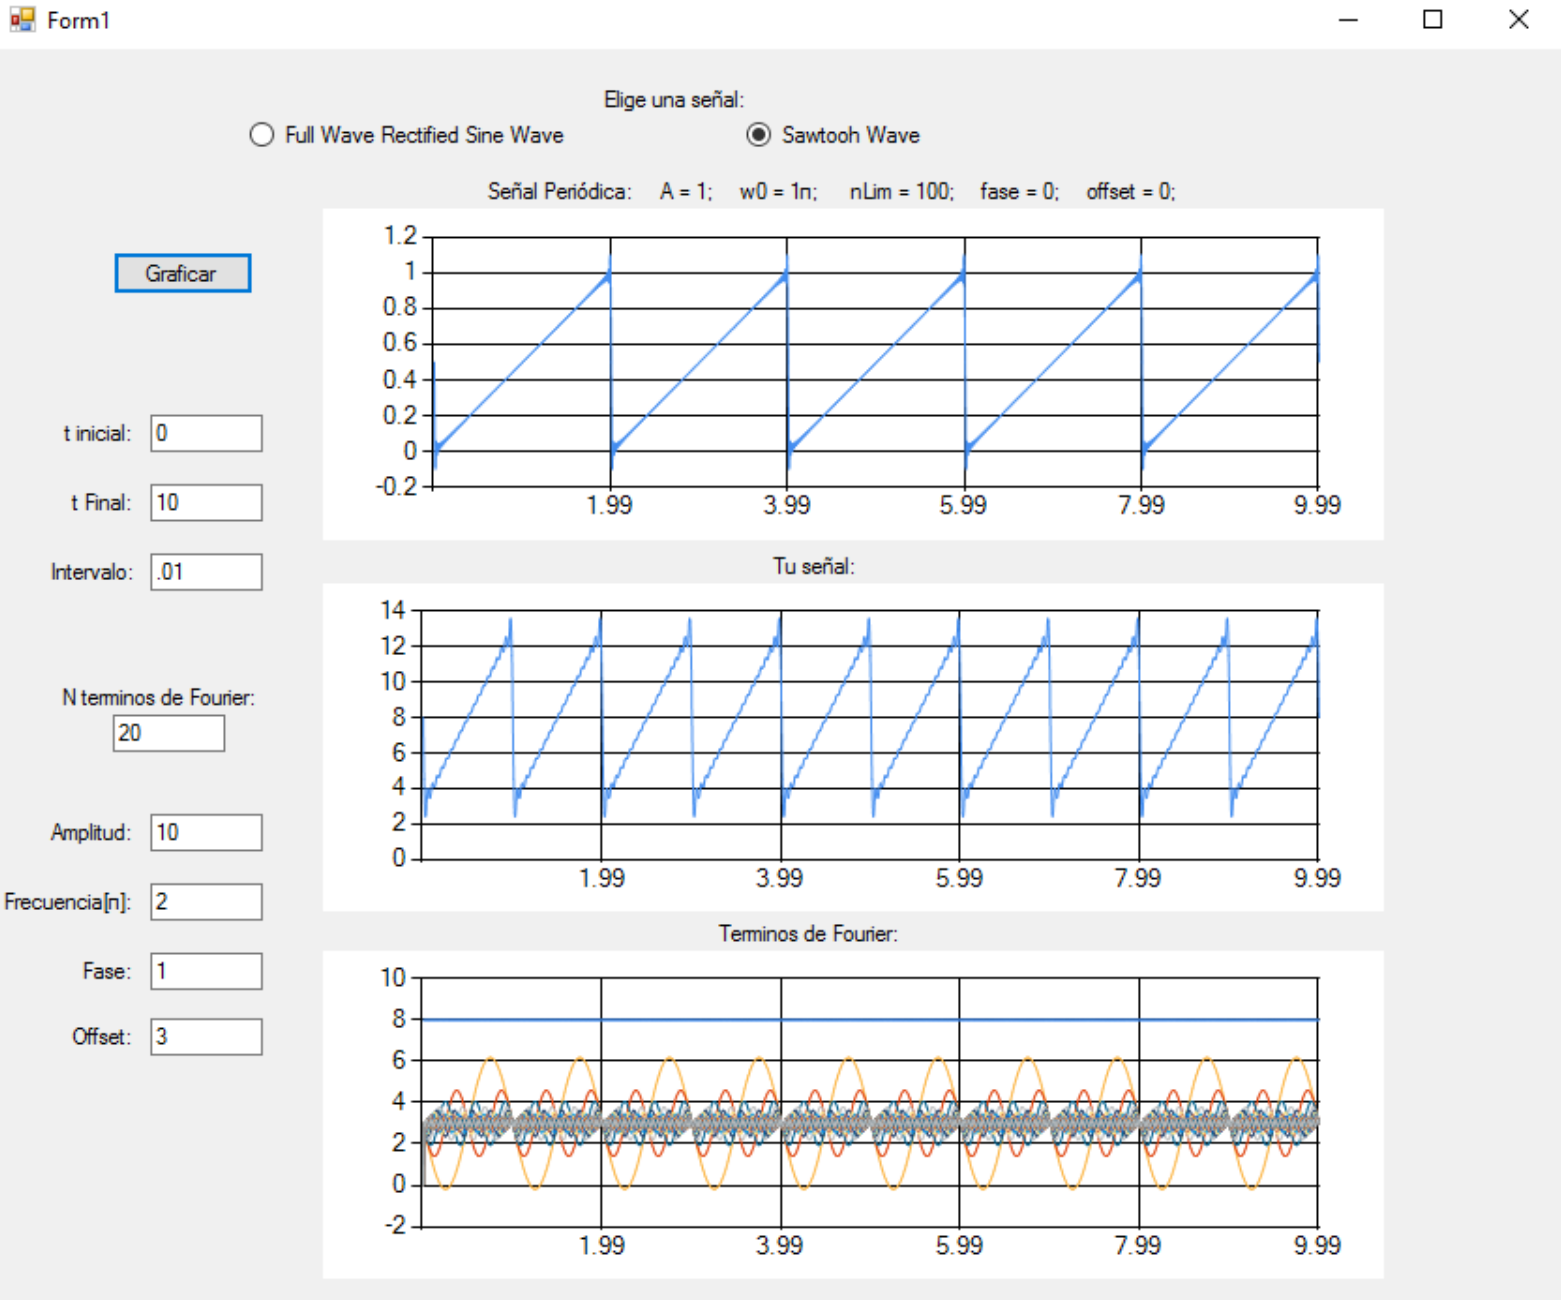 Form1
Elige una señal:
Full Wave Rectified Sine Wave
Sawtooh Wave
Señal Periódica: A = 1; w0 = 1π; nLim = 100; fase = 0; offset = 0;
Graficar
1.2
1
0.8
0.6
0.4
0.2
0
-0.2
1.99 3.99 5.99 7.99 9.99
t inicial: 0
t Final: 10
Intervalo: .01
Tu señal:
14
12
10
8
6
4
2
0
1.99 3.99 5.99 7.99 9.99
N terminos de Fourier:
20
Amplitud: 10
Frecuencia[π]: 2
Fase: 1
Offset: 3
Terminos de Fourier:
10
8
6
4
2
0
-2
1.99 3.99 5.99 7.99 9.99